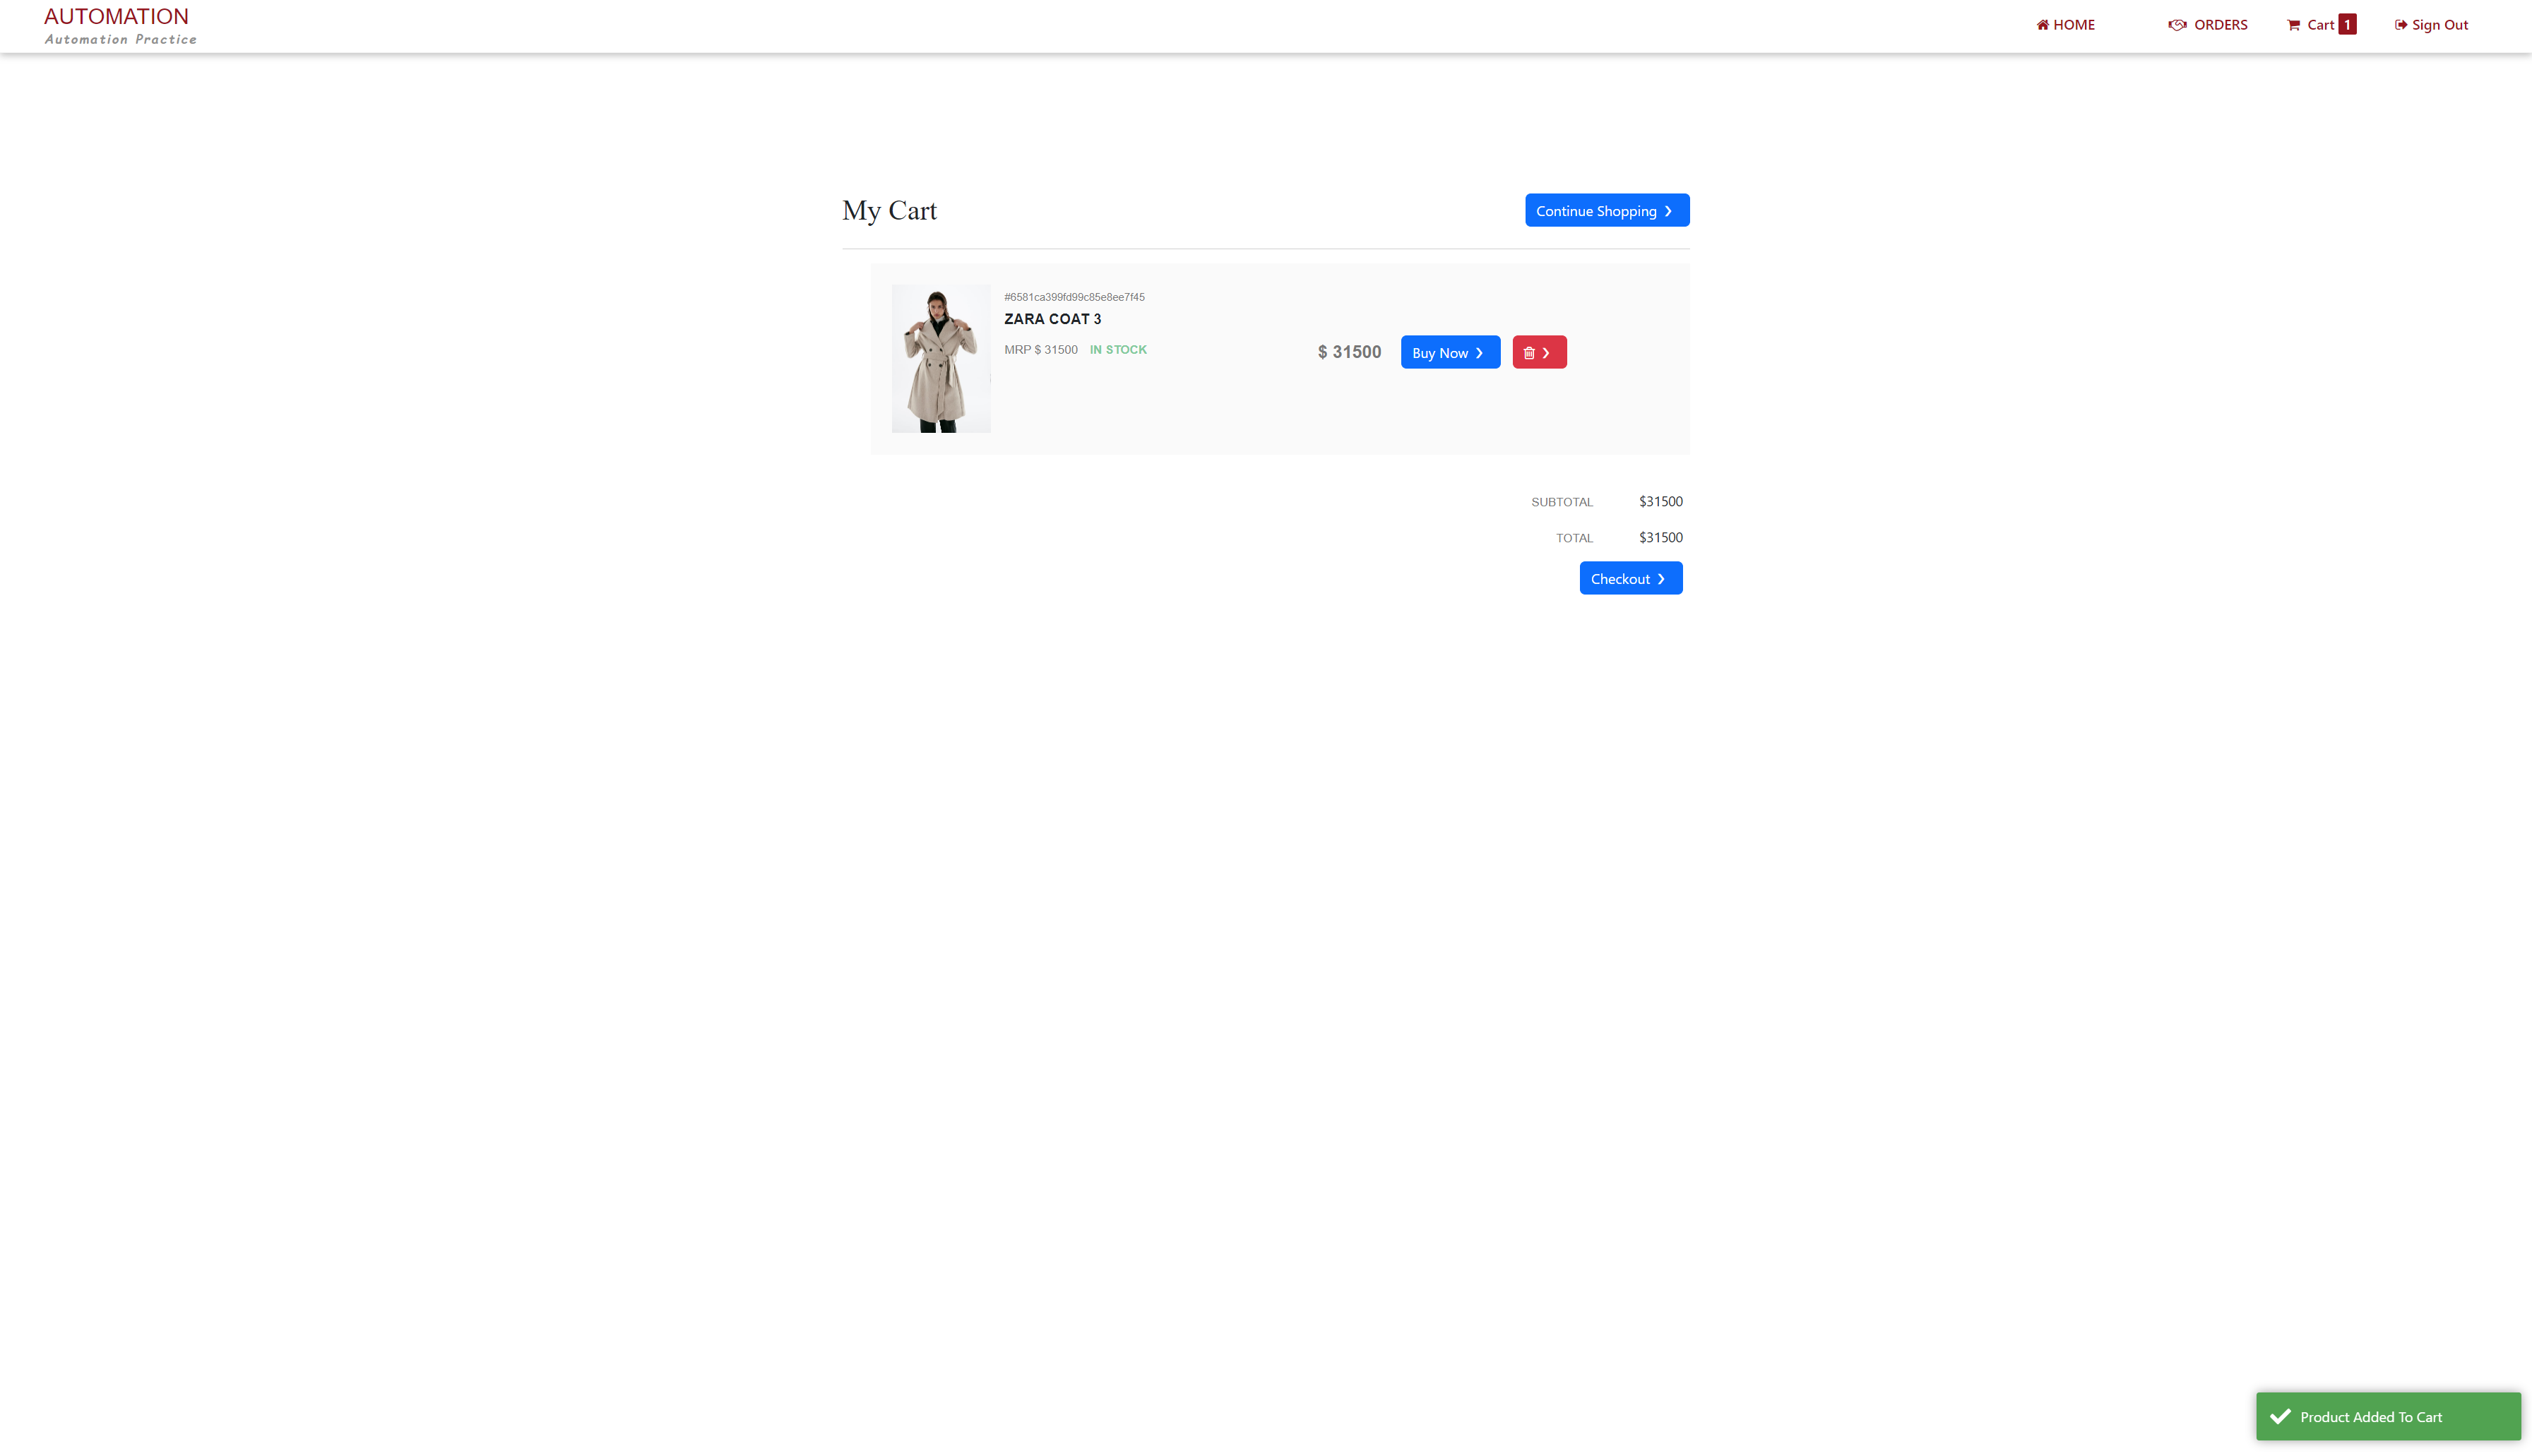 AUTOMATION
Automation Practice
HOME
ORDERS
Cart 1
Sign Out
My Cart
Continue Shopping
#6581ca399fd99c85e8ee7f45
ZARA COAT 3
MRP $ 31500 IN STOCK
$ 31500
Buy Now
SUBTOTAL $31500
TOTAL $31500
Checkout
Product Added To Cart